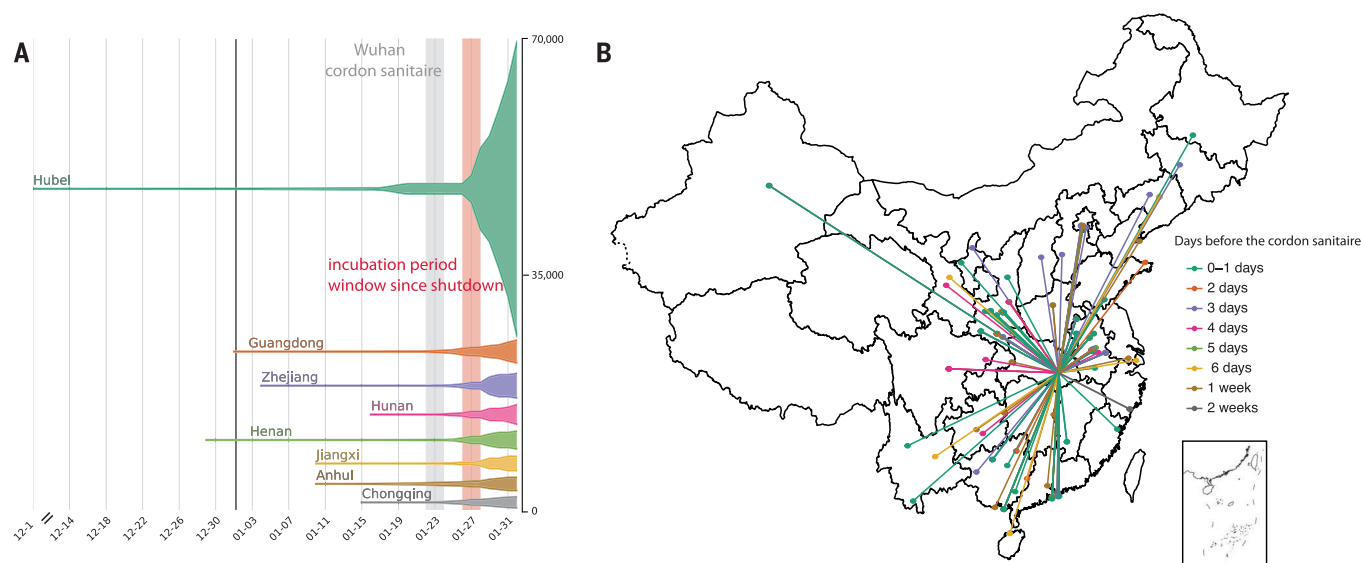 A
B
Wuhan
cordon sanitaire
70,000
Hubel
incubation period
window since shutdown
35,000
Guangdong
Zhejiang
Hunan
Henan
Jiangxi
Anhul
Chongqing
0
12-1
12-14
12-18
12-22
12-26
12-30
01-03
01-07
01-11
01-15
01-19
01-23
01-27
01-31
Days before the cordon sanitaire
0–1 days
2 days
3 days
4 days
5 days
6 days
1 week
2 weeks